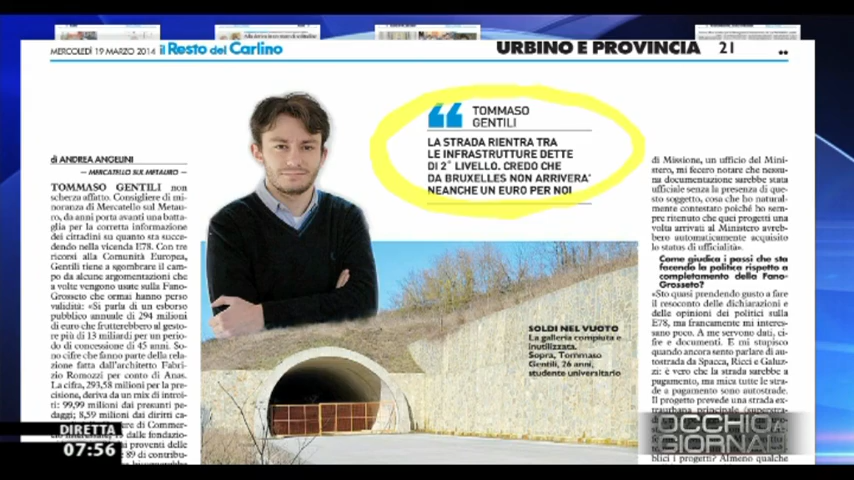 MERCOLEDÌ 19 MARZO 2014 il Resto del Carlino
URBINO E PROVINCIA 21
di ANDREA ANGELINI
— MERCATELLO SUL METAURO —
TOMMASO GENTILI non
scherza affatto. Consigliere di mi-
noranza di Mercatello sul Metau-
ro, da anni porta avanti una batta-
glia per la corretta informazione
dei cittadini su quanto sta succe-
dendo nella vicenda E78. Con tre
ricorsi alla Comunità Europea,
Gentili tiene a sgombrare il cam-
po da alcune argomentazioni che
a volte vengono usate sulla Fano-
Grosseto che ormai hanno perso
validità: «Si parla di un esborso
pubblico annuale di 294 milioni
di euro che frutterebbero al gesto-
re più di 13 miliardi per un perio-
do di concessione di 45 anni. So-
no cifre che fanno parte della rela-
zione fatta dall'architetto Fabri-
zio Romozzi per conto di Anas.
La cifra, 293,58 milioni per la pre-
cisione, deriva da un mix di introi-
ti: 99,99 milioni dai presunti pe-
daggi; 8,59 milioni dai diritti ca-
ere di Commer-
dalle fondazio-
i proventi delle
e 89 di contribu-
TOMMASO
GENTILI
LA STRADA RIENTRA TRA
LE INFRASTRUTTURE DETTE
DI 2° LIVELLO. CREDO CHE
DA BRUXELLES NON ARRIVERA'
NEANCHE UN EURO PER NOI
SOLDI NEL VUOTO
La galleria compiuta e
inutilizzata.
Sopra, Tommaso
Gentili, 26 anni,
studente universitario
di Missione, un ufficio del Mini-
stero, mi fecero notare che nessu-
na documentazione sarebbe stata
ufficiale senza la presenza di que-
sto soggetto, cosa che ho natural-
mente contestato poiché ho sem-
pre ritenuto che quei progetti una
volta arrivati al Ministero avreb-
bero automaticamente acquisito
lo status di ufficialità».
Come giudica i passi che sta
facendo la politica rispetto a
completamento della Fano-
Grosseto?
«Sto quasi prendendo gusto a fare
il resoconto delle dichiarazioni e
delle opinioni dei politici sulla
E78, ma francamente mi interes-
sano poco. A me servono dati, ci-
fre e documenti. E mi stupisco
quando ancora sento parlare di au-
tostrada da Spacca, Ricci e Galuz-
zi: è vero che la strada sarebbe a
pagamento, ma mica tutte le stra-
de a pagamento sono autostrade.
Il progetto prevede una strada ex-
traurbana principale
blici i progetti? Almeno qualche
DIRETTA
07:56
OCCHIO
GIORNALI